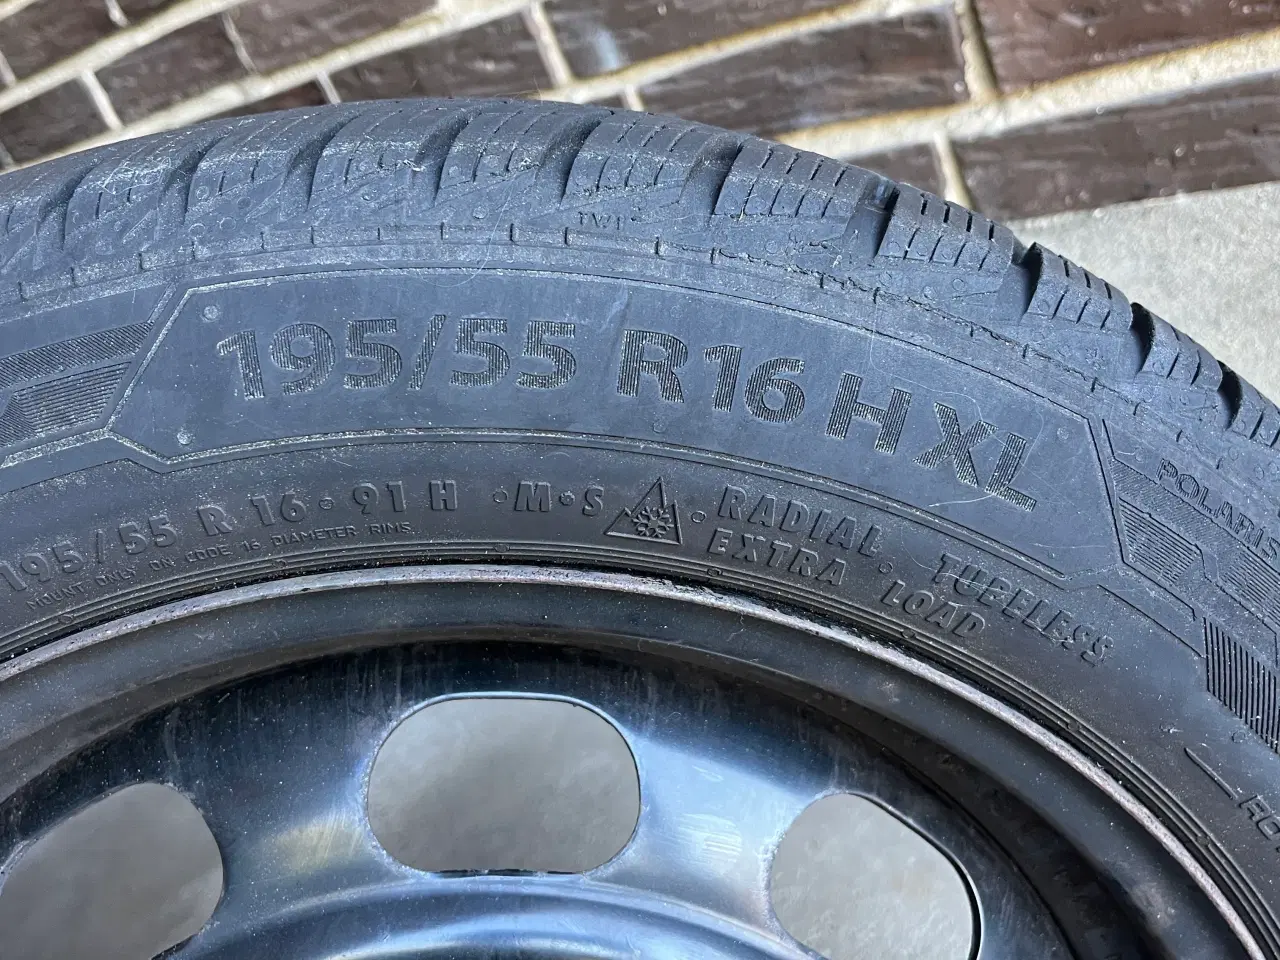 TWI
195/55 R16 H XL
POLARIS
195/55 R 16 • 91 H • M•S • RADIAL • TUBELESS
EXTRA LOAD
MOUNT ONLY ON CODE 16 DIAMETER RIMS